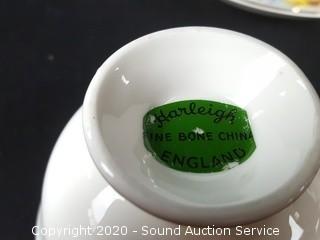 Harleigh
FINE BONE CHINA
ENGLAND
Copyright 2020 - Sound Auction Service